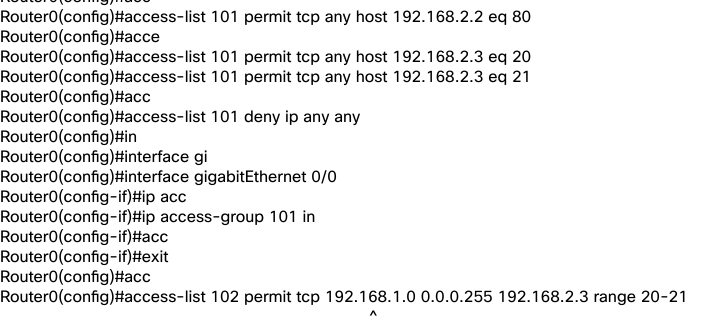 Router0(config)#access-list 101 permit tcp any host 192.168.2.2 eq 80
Router0(config)#acce
Router0(config)#access-list 101 permit tcp any host 192.168.2.3 eq 20
Router0(config)#access-list 101 permit tcp any host 192.168.2.3 eq 21
Router0(config)#acc
Router0(config)#access-list 101 deny ip any any
Router0(config)#in
Router0(config)#interface gi
Router0(config)#interface gigabitEthernet 0/0
Router0(config-if)#ip acc
Router0(config-if)#ip access-group 101 in
Router0(config-if)#acc
Router0(config-if)#exit
Router0(config)#acc
Router0(config)#access-list 102 permit tcp 192.168.1.0 0.0.0.255 192.168.2.3 range 20-21
^